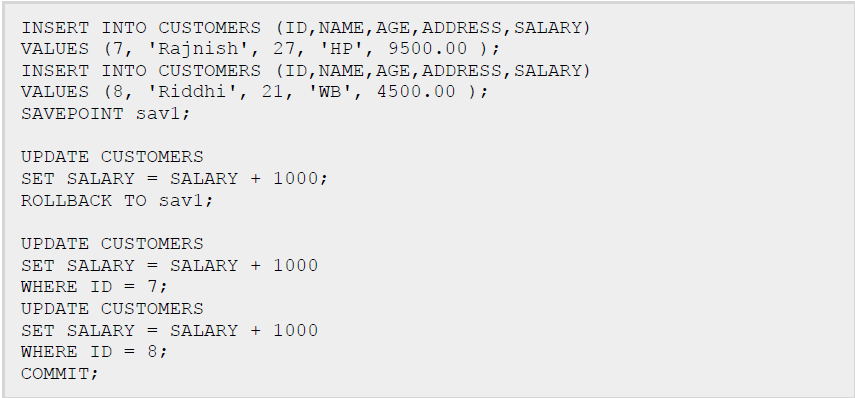 INSERT INTO CUSTOMERS (ID,NAME,AGE,ADDRESS,SALARY)
VALUES (7, 'Rajnish', 27, 'HP', 9500.00 );
INSERT INTO CUSTOMERS (ID,NAME,AGE,ADDRESS,SALARY)
VALUES (8, 'Riddhi', 21, 'WB', 4500.00 );
SAVEPOINT sav1;
UPDATE CUSTOMERS
SET SALARY = SALARY + 1000;
ROLLBACK TO sav1;
UPDATE CUSTOMERS
SET SALARY = SALARY + 1000
WHERE ID = 7;
UPDATE CUSTOMERS
SET SALARY = SALARY + 1000
WHERE ID = 8;
COMMIT;